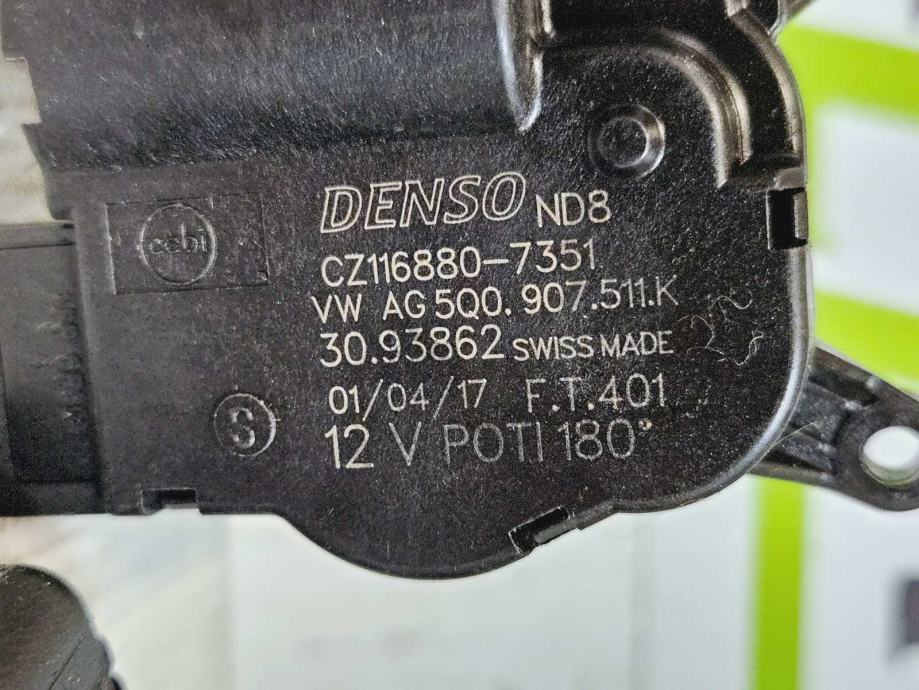 DENSO ND8
cebi
CZ116880-7351
VW AG 5Q0.907.511.K
30.93862 SWISS MADE
01/04/17 F.T.401
S
12 V POTI 180°